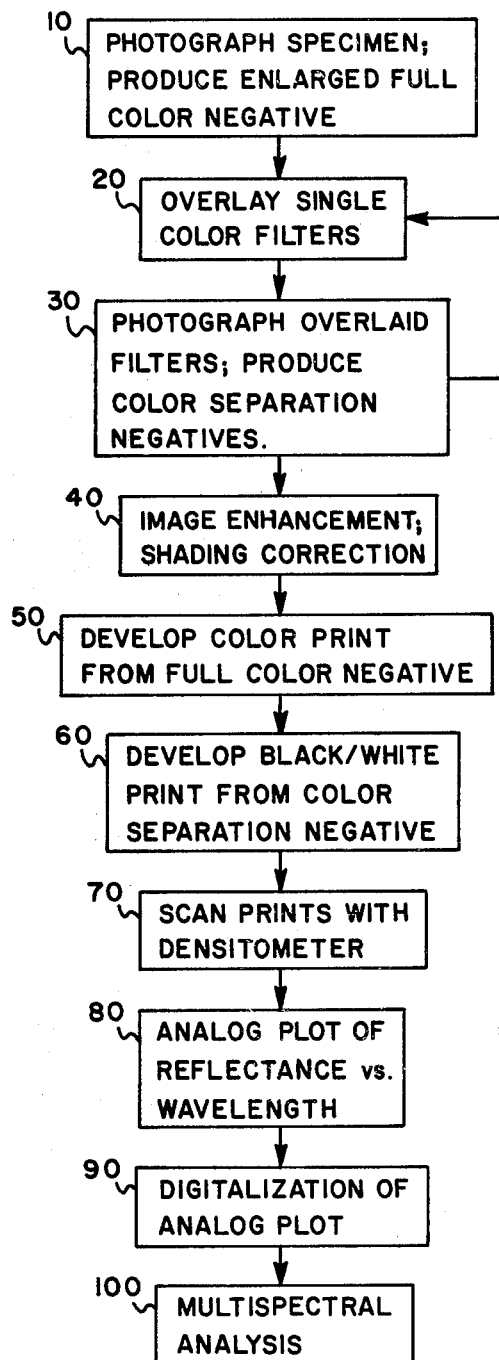 10
PHOTOGRAPH SPECIMEN;
PRODUCE ENLARGED FULL
COLOR NEGATIVE
20
OVERLAY SINGLE
COLOR FILTERS
30
PHOTOGRAPH OVERLAID
FILTERS; PRODUCE
COLOR SEPARATION
NEGATIVES.
40
IMAGE ENHANCEMENT;
SHADING CORRECTION
50
DEVELOP COLOR PRINT
FROM FULL COLOR NEGATIVE
60
DEVELOP BLACK/WHITE
PRINT FROM COLOR
SEPARATION NEGATIVE
70
SCAN PRINTS WITH
DENSITOMETER
80
ANALOG PLOT OF
REFLECTANCE vs.
WAVELENGTH
90
DIGITALIZATION OF
ANALOG PLOT
100
MULTISPECTRAL
ANALYSIS